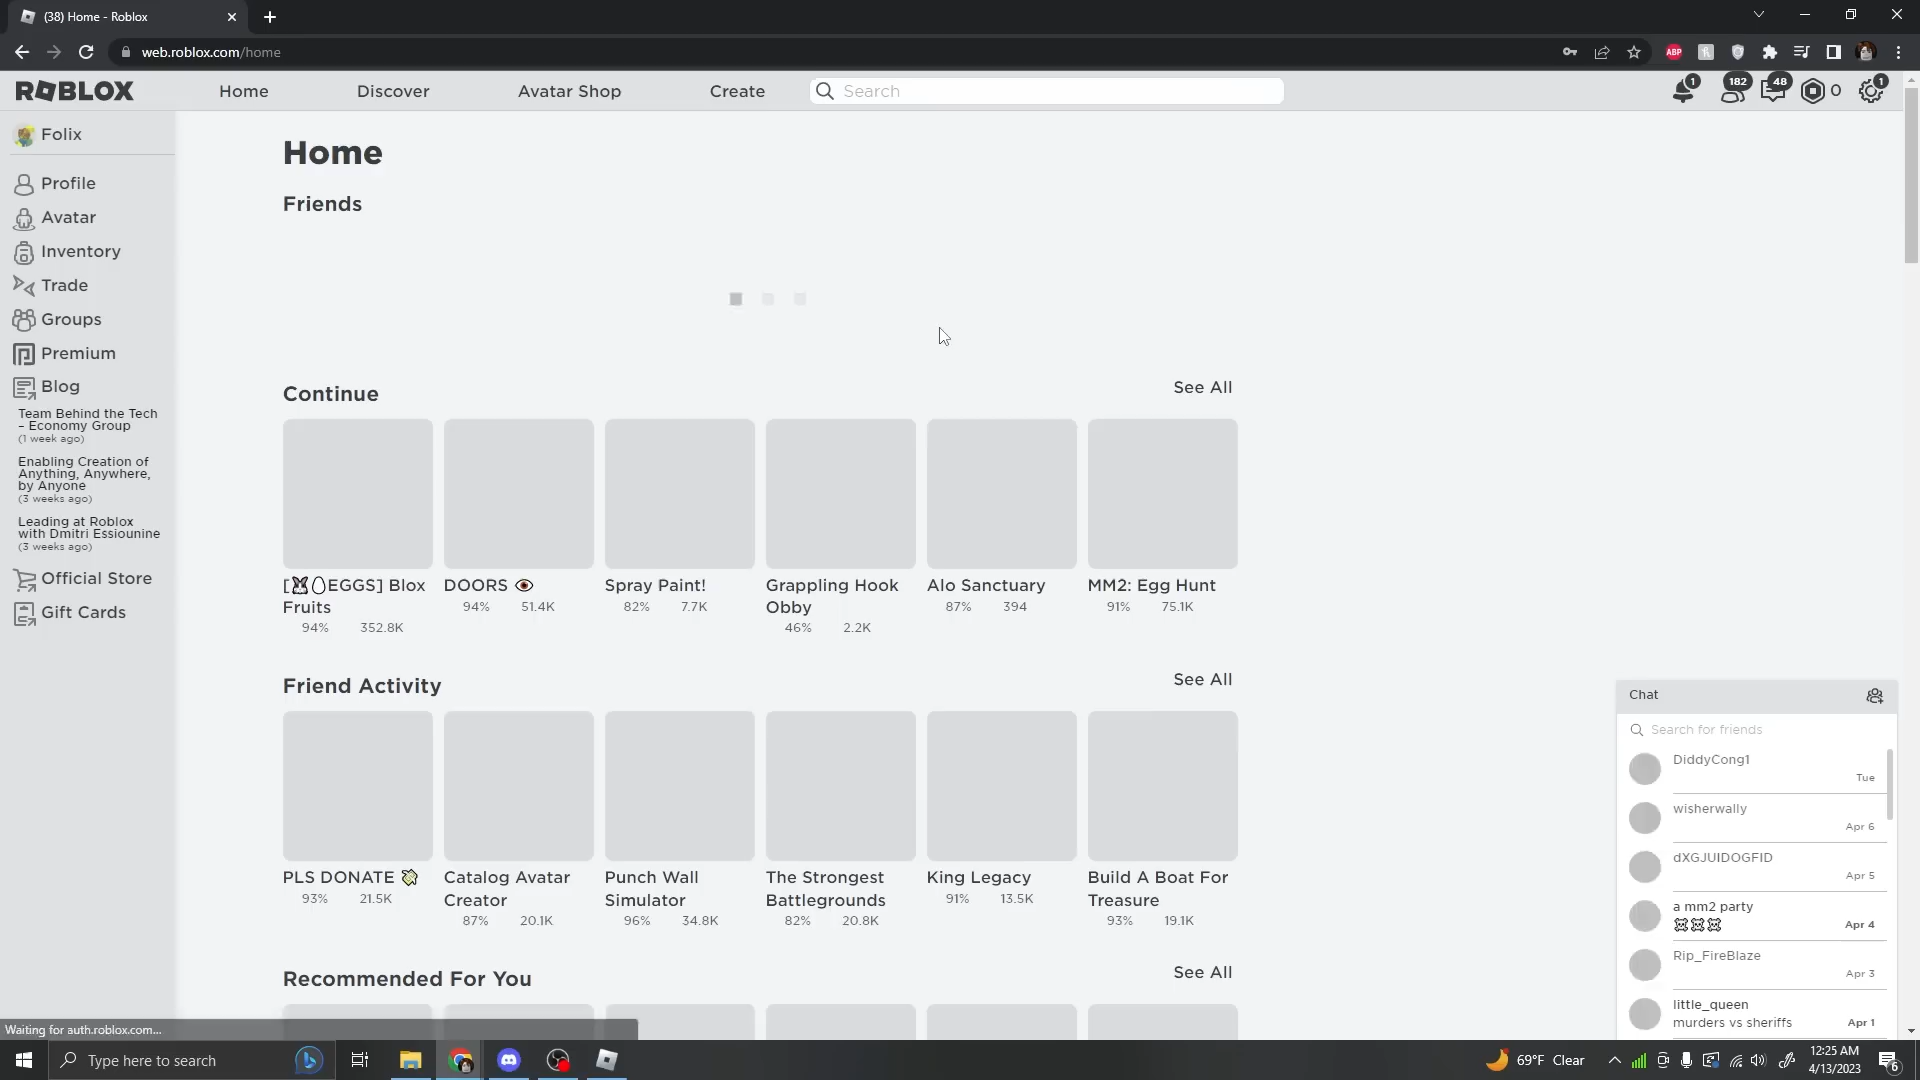 (38) Home - Roblox
web.roblox.com/home
ABP
ROBLOX
Home
Discover
Avatar Shop
Create
Search
1
182
48
0
1
Folix
Profile
Avatar
Inventory
Trade
Groups
Premium
Blog
Team Behind the Tech
– Economy Group
(1 week ago)
Enabling Creation of
Anything, Anywhere,
by Anyone
(3 weeks ago)
Leading at Roblox
with Dmitri Essiounine
(3 weeks ago)
Official Store
Gift Cards
Home
Friends
Continue
See All
[🐰🥚EGGS] Blox
Fruits
94% 352.8K
DOORS 👁
94% 51.4K
Spray Paint!
82% 7.7K
Grappling Hook
Obby
46% 2.2K
Alo Sanctuary
87% 394
MM2: Egg Hunt
91% 75.1K
Friend Activity
See All
PLS DONATE 💸
93% 21.5K
Catalog Avatar
Creator
87% 20.1K
Punch Wall
Simulator
96% 34.8K
The Strongest
Battlegrounds
82% 20.8K
King Legacy
91% 13.5K
Build A Boat For
Treasure
93% 19.1K
Recommended For You
See All
Chat
Search for friends
DiddyCong1
Tue
wisherwally
Apr 6
dXGJUIDOGFID
Apr 5
a mm2 party
☠☠☠ Apr 4
Rip_FireBlaze
Apr 3
little_queen
murders vs sheriffs Apr 1
Waiting for auth.roblox.com...
Type here to search
69°F Clear
12:25 AM
4/13/2023
6